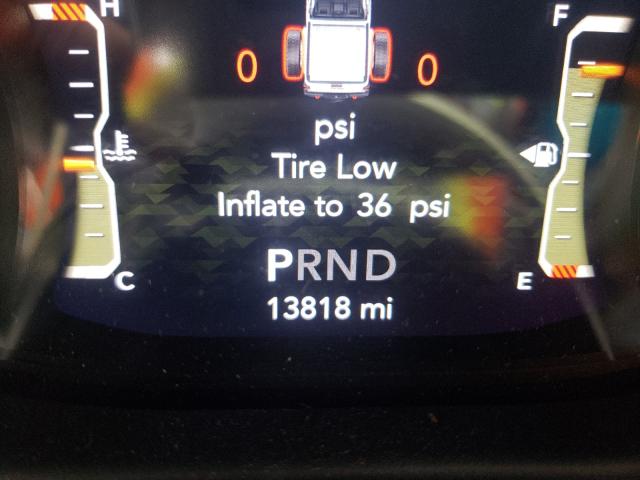 H F
0 0
psi
Tire Low
Inflate to 36 psi
PRND
C E
13818 mi